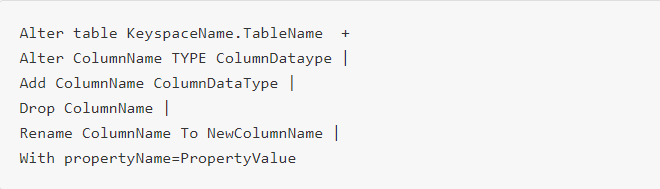 Alter table KeyspaceName.TableName  +
Alter ColumnName TYPE ColumnDataype |
Add ColumnName ColumnDataType |
Drop ColumnName |
Rename ColumnName To NewColumnName |
With propertyName=PropertyValue